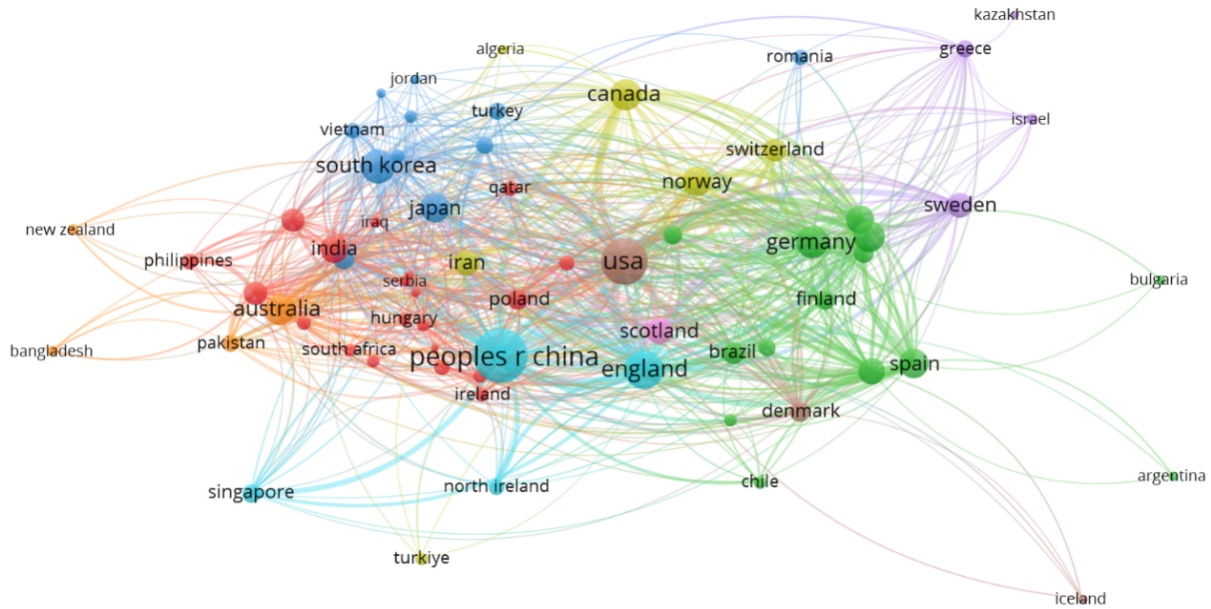 kazakhstan
greece
algeria
romania
jordan
canada
turkey
israel
vietnam
switzerland
south korea
norway
qatar
japan
sweden
iraq
new zealand
india
germany
philippines
iran
usa
serbia
bulgaria
poland
finland
australia
hungary
scotland
pakistan
south africa
bangladesh
peoples r china
brazil
england
spain
ireland
denmark
singapore
north ireland
chile
argentina
turkiye
iceland